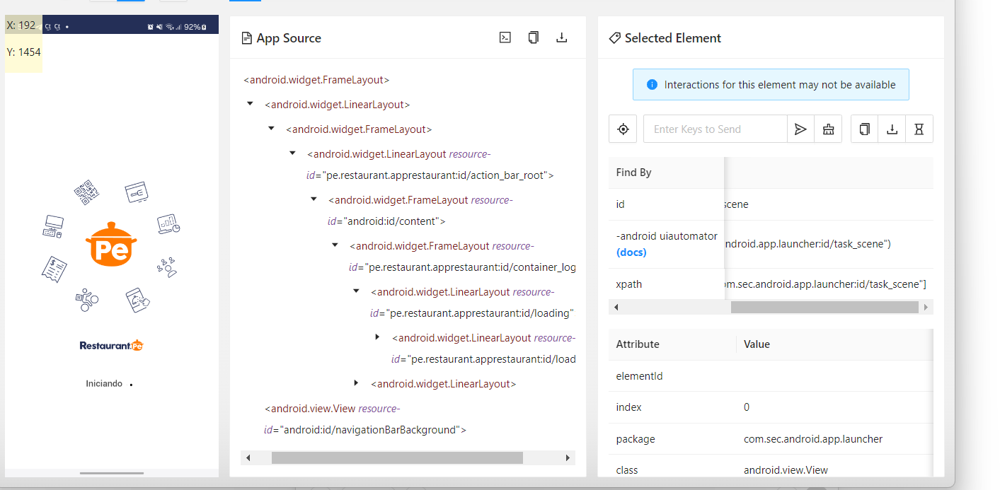 X: 192
92%
Y: 1454
Pe
Restaurant.Pe
Iniciando
App Source
<android.widget.FrameLayout>
<android.widget.LinearLayout>
<android.widget.FrameLayout>
<android.widget.LinearLayout resource-
id="pe.restaurant.apprestaurant:id/action_bar_root">
<android.widget.FrameLayout resource-
id="android:id/content">
<android.widget.FrameLayout resource-
id="pe.restaurant.apprestaurant:id/container_log
<android.widget.LinearLayout resource-
id="pe.restaurant.apprestaurant:id/loading"
<android.widget.LinearLayout resource-
id="pe.restaurant.apprestaurant:id/load
<android.widget.LinearLayout>
<android.view.View resource-
id="android:id/navigationBarBackground">
Selected Element
Interactions for this element may not be available
Enter Keys to Send
Find By
id
scene
-android uiautomator
(docs)
ndroid.app.launcher:id/task_scene")
xpath
om.sec.android.app.launcher:id/task_scene"]
Attribute
Value
elementId
index
0
package
com.sec.android.app.launcher
class
android.view.View